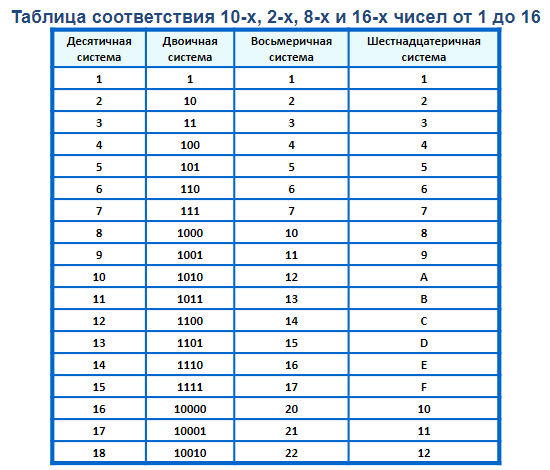 Таблица соответствия 10-х, 2-х, 8-х и 16-х чисел от 1 до 16
Десятичная система Двоичная система Восьмеричная система Шестнадцатеричная система
1 1 1 1
2 10 2 2
3 11 3 3
4 100 4 4
5 101 5 5
6 110 6 6
7 111 7 7
8 1000 10 8
9 1001 11 9
10 1010 12 A
11 1011 13 B
12 1100 14 C
13 1101 15 D
14 1110 16 E
15 1111 17 F
16 10000 20 10
17 10001 21 11
18 10010 22 12